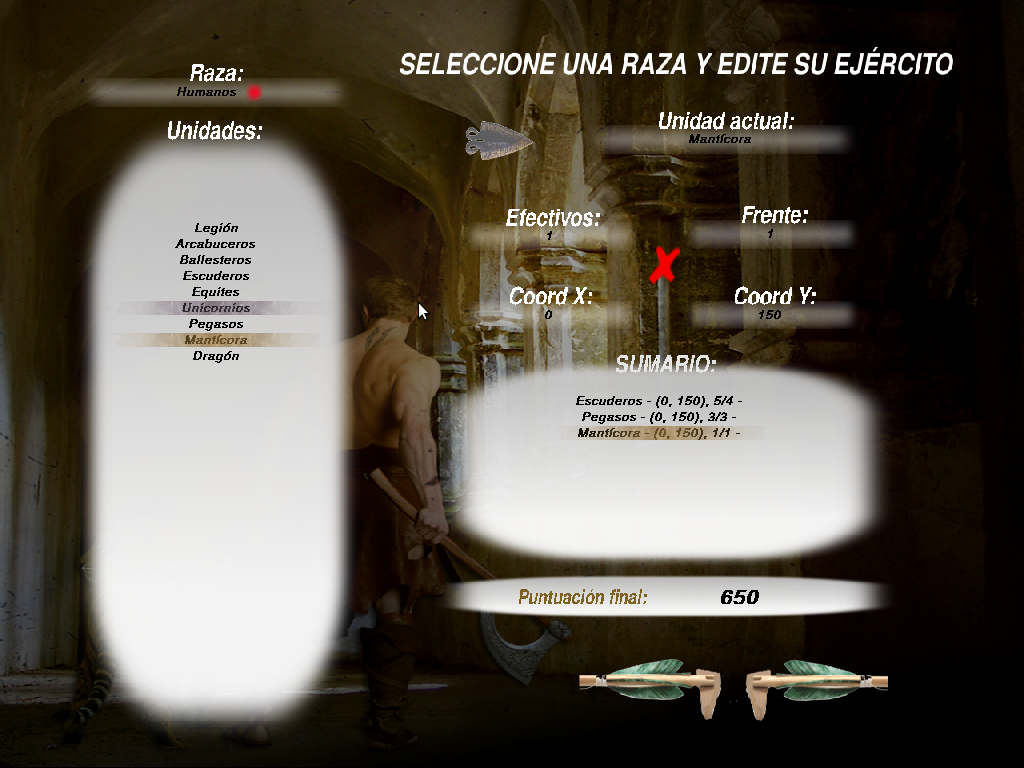 SELECCIONE UNA RAZA Y EDITE SU EJÉRCITO
Raza:
Humanos
Unidades:
Legión
Arcabuceros
Ballesteros
Escuderos
Equites
Unicornios
Pegasos
Mantícora
Dragón
Unidad actual:
Mantícora
Efectivos:
1
Frente:
1
Coord X:
0
Coord Y:
150
SUMARIO:
Escuderos - (0, 150), 5/4 -
Pegasos - (0, 150), 3/3 -
Mantícora - (0, 150), 1/1 -
Puntuación final: 650